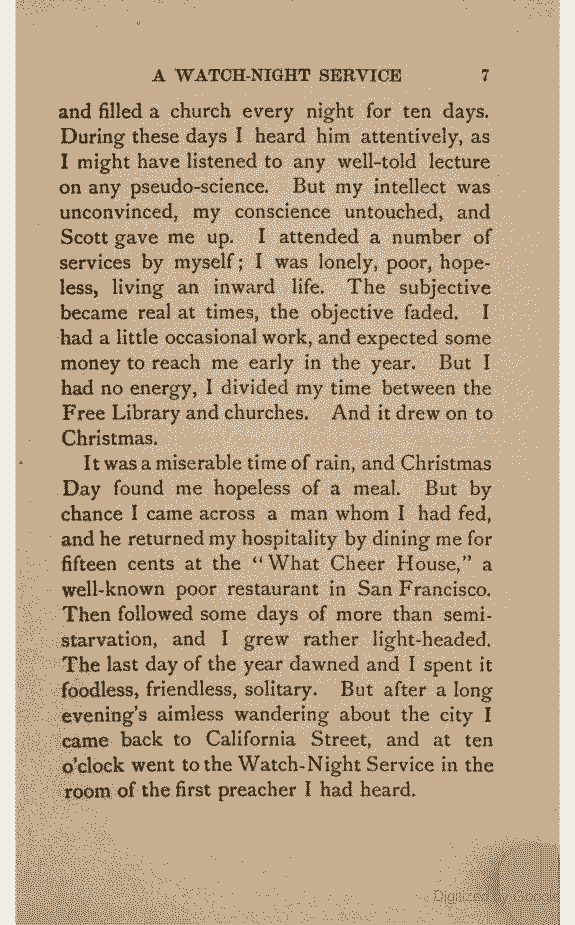 A WATCH-NIGHT SERVICE 7
and filled a church every night for ten days.
During these days I heard him attentively, as
I might have listened to any well-told lecture
on any pseudo-science. But my intellect was
unconvinced, my conscience untouched, and
Scott gave me up. I attended a number of
services by myself; I was lonely, poor, hope-
less, living an inward life. The subjective
became real at times, the objective faded. I
had a little occasional work, and expected some
money to reach me early in the year. But I
had no energy, I divided my time between the
Free Library and churches. And it drew on to
Christmas.
It was a miserable time of rain, and Christmas
Day found me hopeless of a meal. But by
chance I came across a man whom I had fed,
and he returned my hospitality by dining me for
fifteen cents at the "What Cheer House," a
well-known poor restaurant in San Francisco.
Then followed some days of more than semi-
starvation, and I grew rather light-headed.
The last day of the year dawned and I spent it
foodless, friendless, solitary. But after a long
evening's aimless wandering about the city I
came back to California Street, and at ten
o'clock went to the Watch-Night Service in the
room of the first preacher I had heard.
Digitized by Google